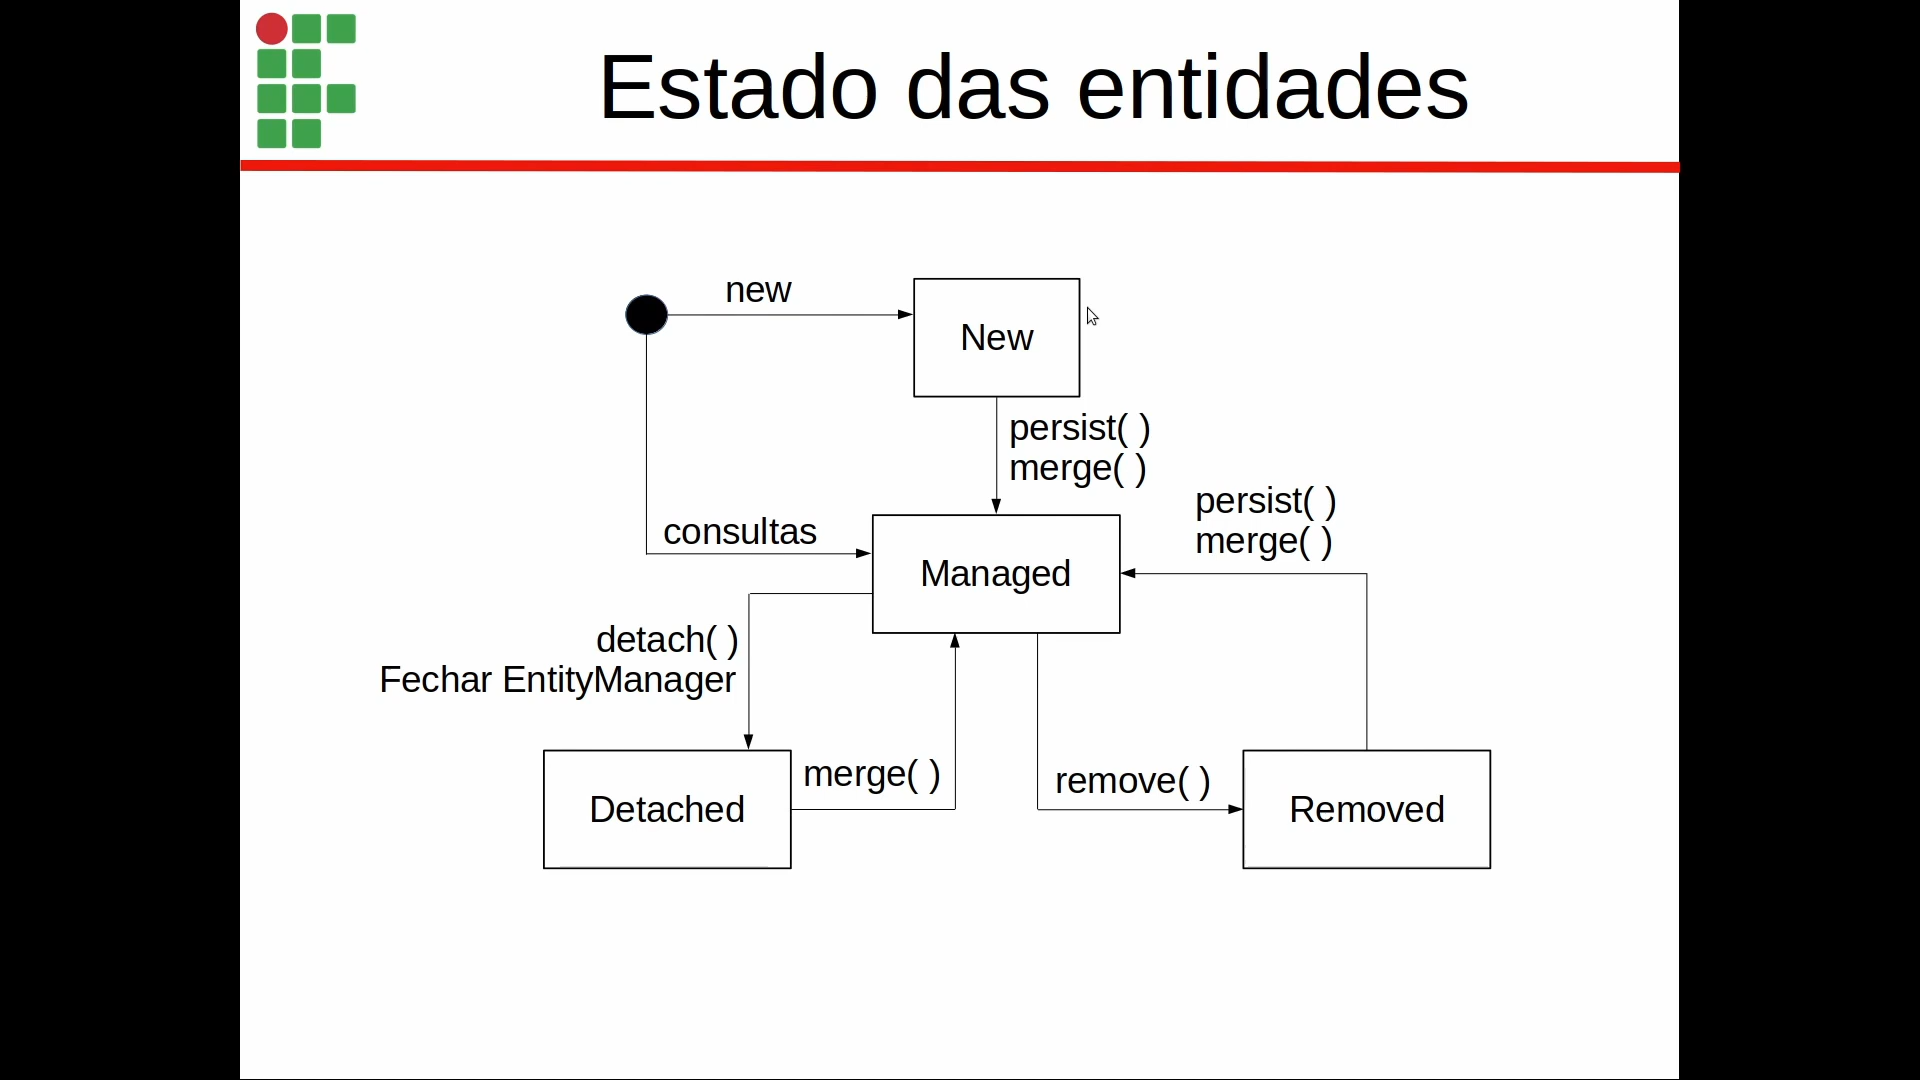 Estado das entidades
new
New
persist( )
merge( )
persist( )
merge( )
consultas
Managed
detach( )
Fechar EntityManager
merge( )
remove( )
Detached
Removed